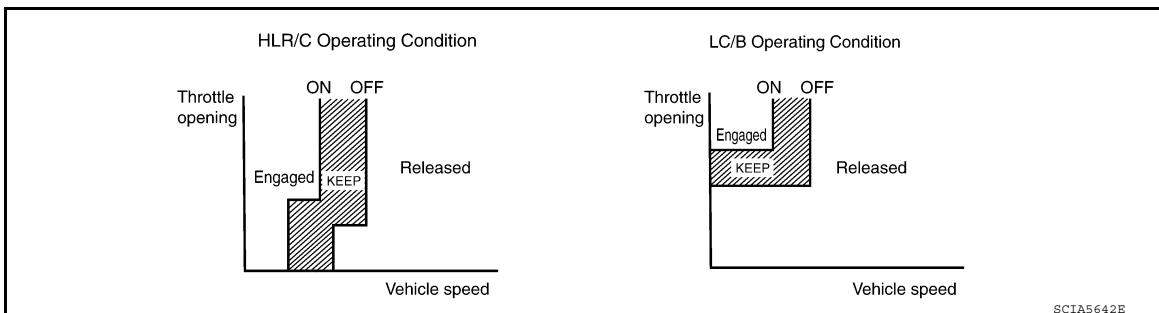 HLR/C Operating Condition
ON OFF
Throttle
opening
Engaged
KEEP
Released
Vehicle speed
LC/B Operating Condition
ON OFF
Throttle
opening
Engaged
KEEP
Released
Vehicle speed
SCIA5642E